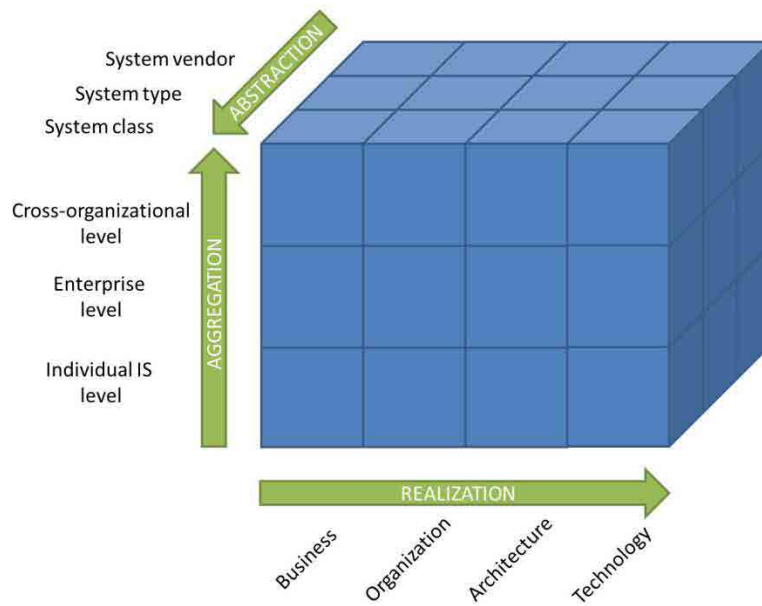 System vendor
System type
System class
ABSTRACTION
Cross-organizational
level
Enterprise
level
Individual IS
level
AGGREGATION
REALIZATION
Business
Organization
Architecture
Technology